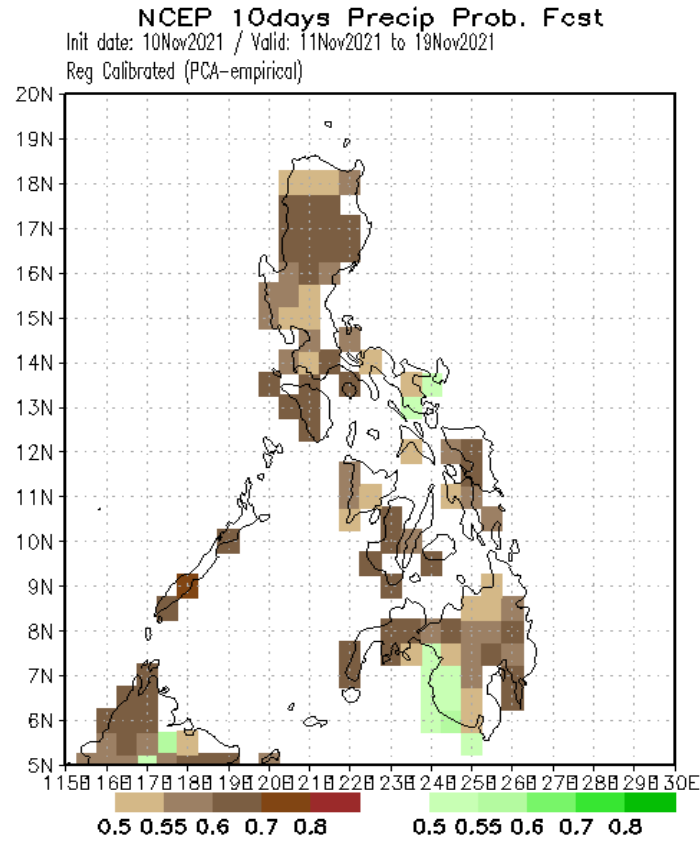 NCEP 10days Precip Prob. Fcst
Init date: 10Nov2021 / Valid: 11Nov2021 to 19Nov2021
Reg Calibrated (PCA-empirical)
20N
19N
18N
17N
16N
15N
14N
13N
12N
11N
10N
9N
8N
7N
6N
5N
115E 116E 117E 118E 119E 120E 121E 122E 123E 124E 125E 126E 127E 128E 129E 130E
0.5 0.55 0.6 0.7 0.8 0.5 0.55 0.6 0.7 0.8